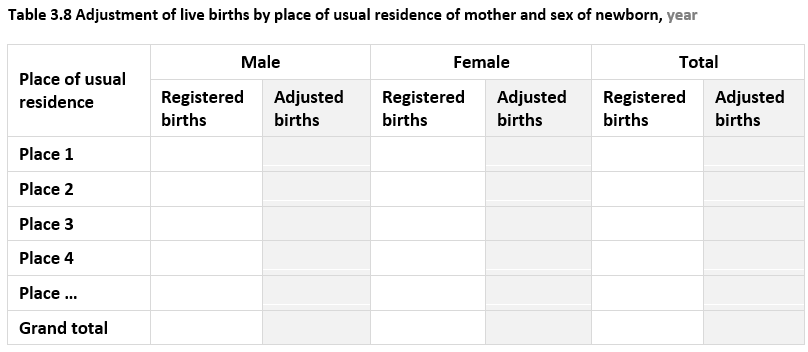 Table 3.8 Adjustment of live births by place of usual residence of mother and sex of newborn, year
Place of usual residence
Male
Female
Total
Registered births
Adjusted births
Registered births
Adjusted births
Registered births
Adjusted births
Place 1
Place 2
Place 3
Place 4
Place ...
Grand total